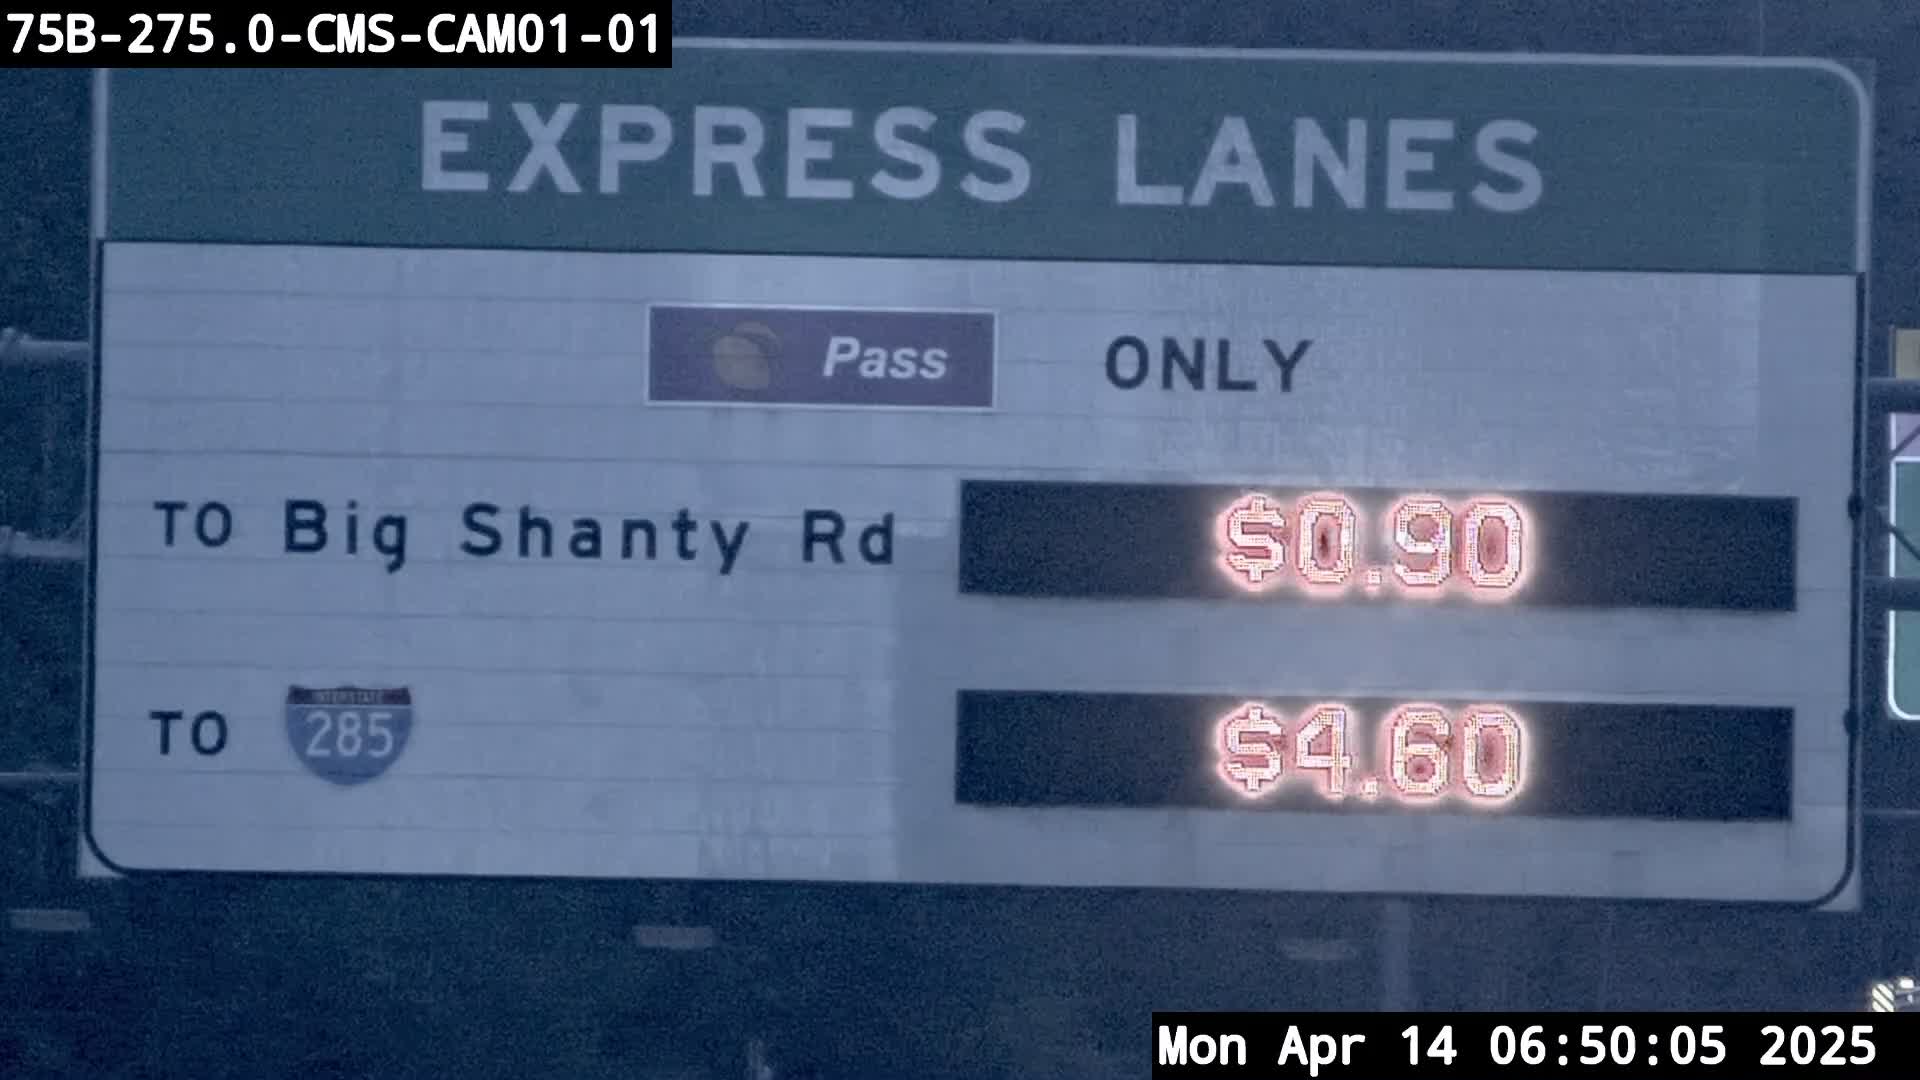 75B-275.0-CMS-CAM01-01
EXPRESS LANES
Pass ONLY
TO Big Shanty Rd $0.90
INTERSTATE
TO 285 $4.60
Mon Apr 14 06:50:05 2025